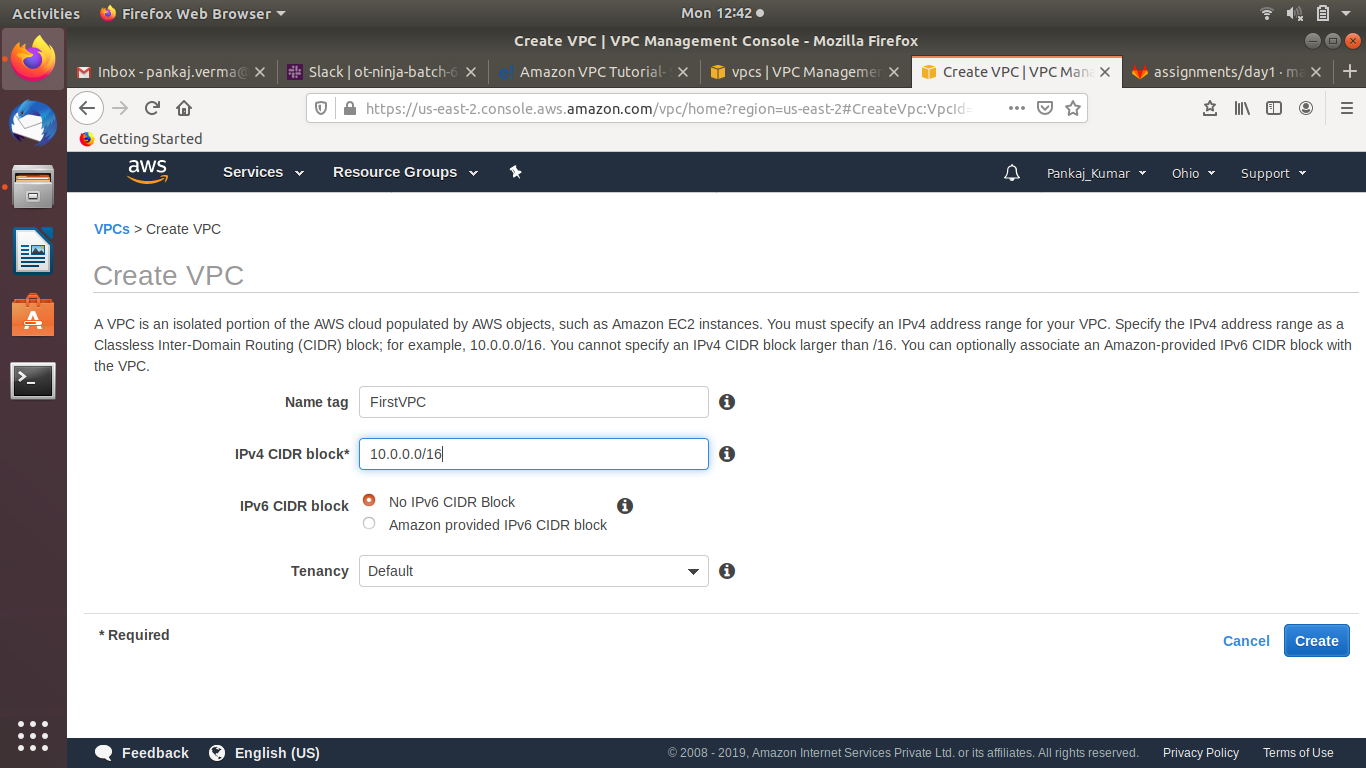 Activities Firefox Web Browser Mon 12:42
Create VPC | VPC Management Console - Mozilla Firefox
Inbox - pankaj.verma@ Slack | ot-ninja-batch-6 Amazon VPC Tutorial- vpcs | VPC Managemen Create VPC | VPC Mana assignments/day1 · ma
https://us-east-2.console.aws.amazon.com/vpc/home?region=us-east-2#CreateVpc:VpcId=
Getting Started
aws Services Resource Groups Pankaj_Kumar Ohio Support
VPCs > Create VPC
Create VPC
A VPC is an isolated portion of the AWS cloud populated by AWS objects, such as Amazon EC2 instances. You must specify an IPv4 address range for your VPC. Specify the IPv4 address range as a
Classless Inter-Domain Routing (CIDR) block; for example, 10.0.0.0/16. You cannot specify an IPv4 CIDR block larger than /16. You can optionally associate an Amazon-provided IPv6 CIDR block with
the VPC.
Name tag FirstVPC
IPv4 CIDR block* 10.0.0.0/16
IPv6 CIDR block No IPv6 CIDR Block
Amazon provided IPv6 CIDR block
Tenancy Default
* Required
Cancel Create
Feedback English (US) © 2008 - 2019, Amazon Internet Services Private Ltd. or its affiliates. All rights reserved. Privacy Policy Terms of Use